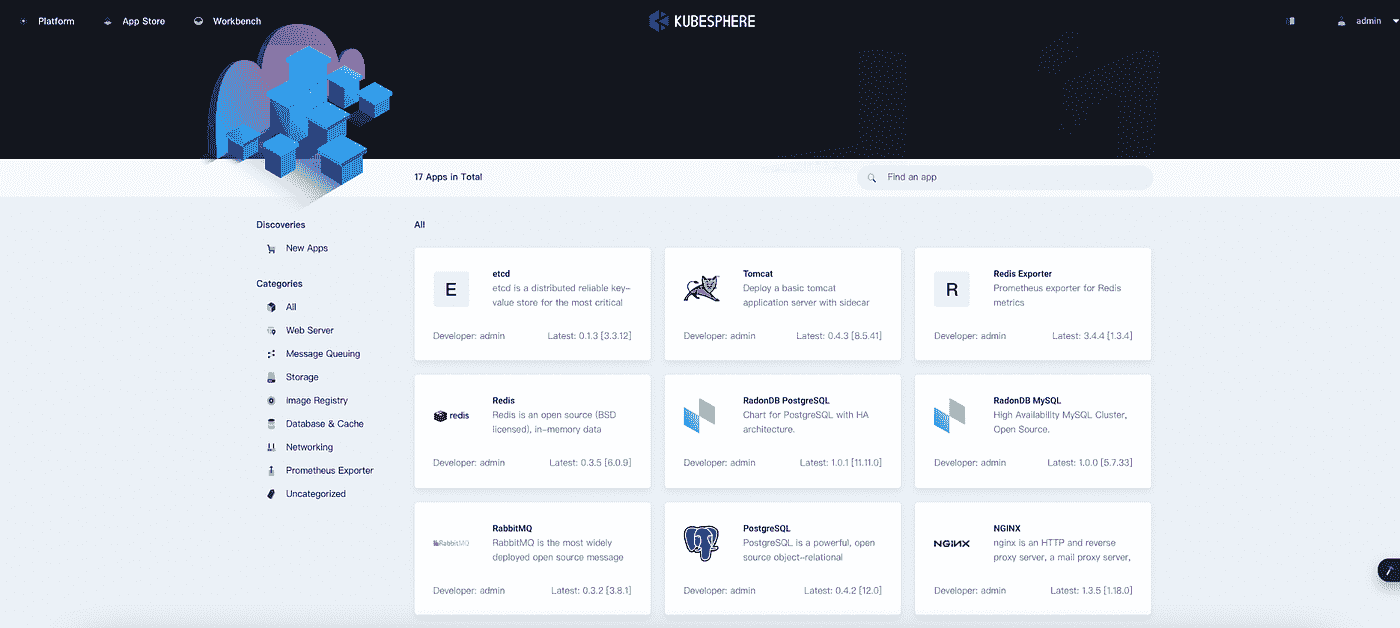 Platform
App Store
Workbench
KUBESPHERE
admin
17 Apps in Total
Find an app
Discoveries
New Apps
Categories
All
Web Server
Message Queuing
Storage
Image Registry
Database & Cache
Networking
Prometheus Exporter
Uncategorized
All
E
etcd
etcd is a distributed reliable key-
value store for the most critical
Developer: admin
Latest: 0.1.3 [3.3.12]
Tomcat
Deploy a basic tomcat
application server with sidecar
Developer: admin
Latest: 0.4.3 [8.5.41]
R
Redis Exporter
Prometheus exporter for Redis
metrics
Developer: admin
Latest: 3.4.4 [1.3.4]
redis
Redis
Redis is an open source (BSD
licensed), in-memory data
Developer: admin
Latest: 0.3.5 [6.0.9]
RadonDB PostgreSQL
Chart for PostgreSQL with HA
architecture.
Developer: admin
Latest: 1.0.1 [11.11.0]
RadonDB MySQL
High Availability MySQL Cluster,
Open Source.
Developer: admin
Latest: 1.0.0 [5.7.33]
RabbitMQ
RabbitMQ
RabbitMQ is the most widely
deployed open source message
Developer: admin
Latest: 0.3.2 [3.8.1]
PostgreSQL
PostgreSQL is a powerful, open
source object-relational
Developer: admin
Latest: 0.4.2 [12.0]
NGINX
NGINX
nginx is an HTTP and reverse
proxy server, a mail proxy server,
Developer: admin
Latest: 1.3.5 [1.18.0]